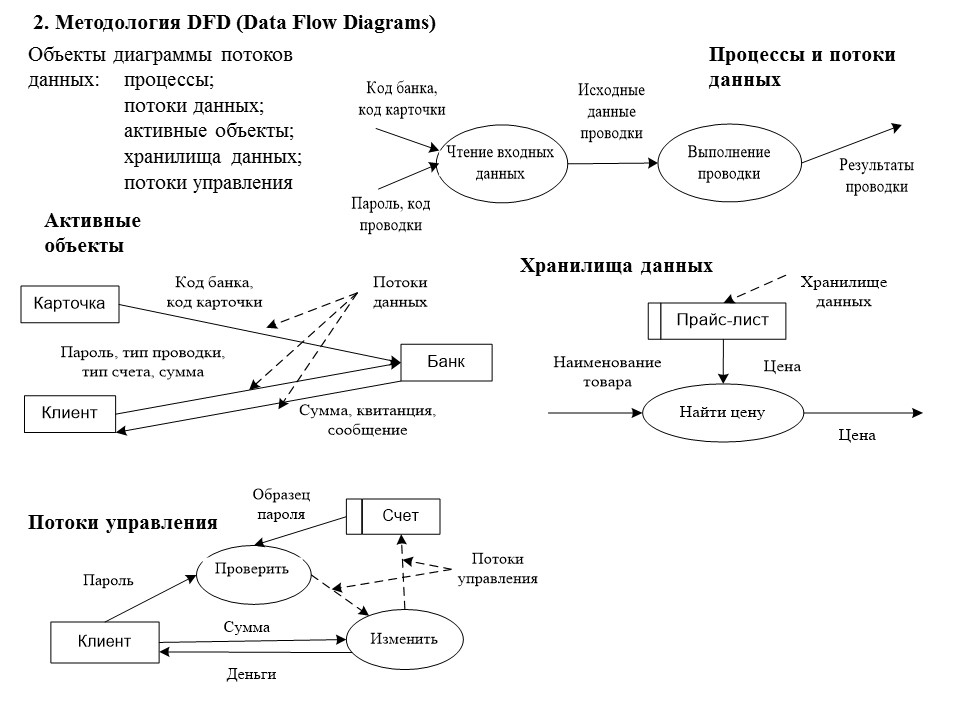 2. Методология DFD (Data Flow Diagrams)
Объекты диаграммы потоков
данных: процессы;
потоки данных;
активные объекты;
хранилища данных;
потоки управления
Процессы и потоки
данных
Код банка,
код карточки
Исходные
данные
проводки
Чтение входных
данных
Выполнение
проводки
Результаты
проводки
Пароль, код
проводки
Активные
объекты
Код банка,
код карточки
Потоки
данных
Карточка
Пароль, тип проводки,
тип счета, сумма
Банк
Клиент
Сумма, квитанция,
сообщение
Хранилища данных
Хранилище
данных
Прайс-лист
Наименование
товара
Цена
Найти цену
Цена
Потоки управления
Образец
пароля
Счет
Проверить
Потоки
управления
Пароль
Клиент
Сумма
Изменить
Деньги